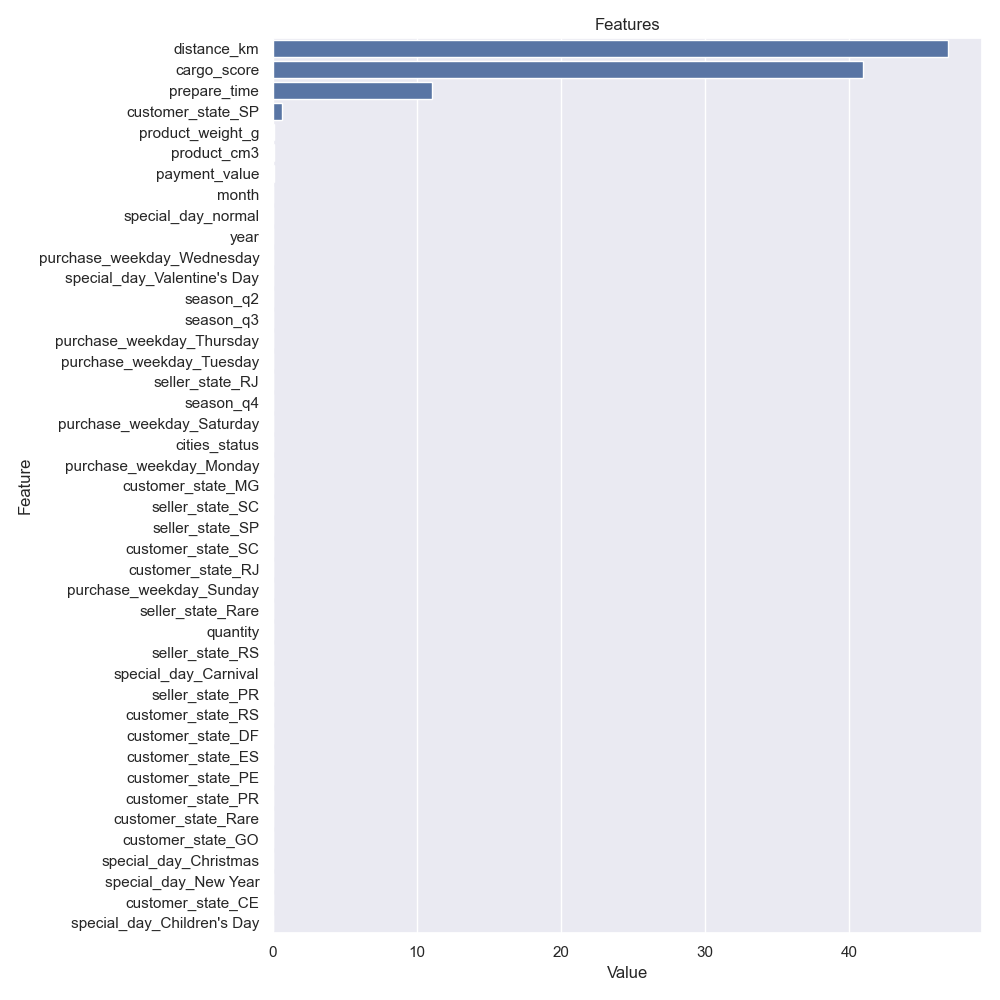 Features
distance_km
cargo_score
prepare_time
customer_state_SP
product_weight_g
product_cm3
payment_value
month
special_day_normal
year
purchase_weekday_Wednesday
special_day_Valentine's Day
season_q2
season_q3
purchase_weekday_Thursday
purchase_weekday_Tuesday
seller_state_RJ
season_q4
purchase_weekday_Saturday
cities_status
purchase_weekday_Monday
customer_state_MG
seller_state_SC
seller_state_SP
customer_state_SC
customer_state_RJ
purchase_weekday_Sunday
seller_state_Rare
quantity
seller_state_RS
special_day_Carnival
seller_state_PR
customer_state_RS
customer_state_DF
customer_state_ES
customer_state_PE
customer_state_PR
customer_state_Rare
customer_state_GO
special_day_Christmas
special_day_New Year
customer_state_CE
special_day_Children's Day
Feature
0 10 20 30 40
Value